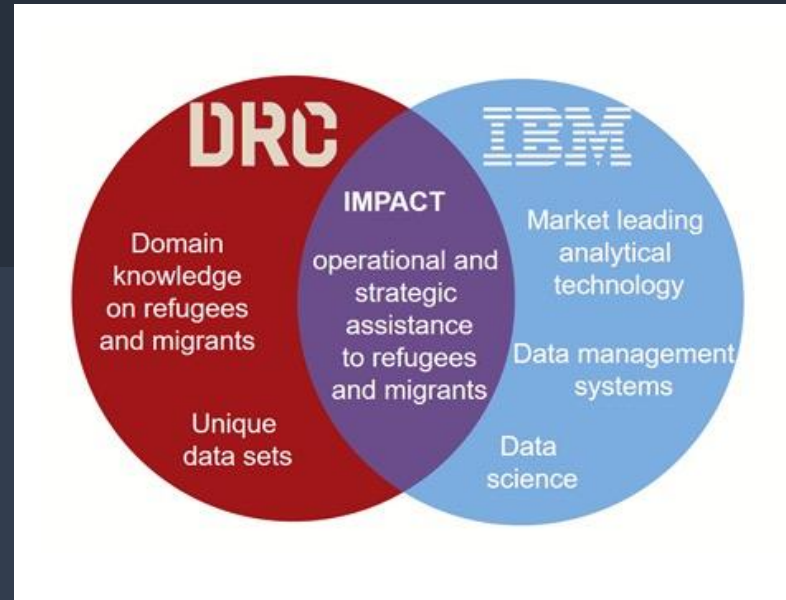 DRC
Domain
knowledge
on refugees
and migrants
Unique
data sets
IMPACT
operational and
strategic
assistance
to refugees
and migrants
IBM
Market leading
analytical
technology
Data management
systems
Data
science